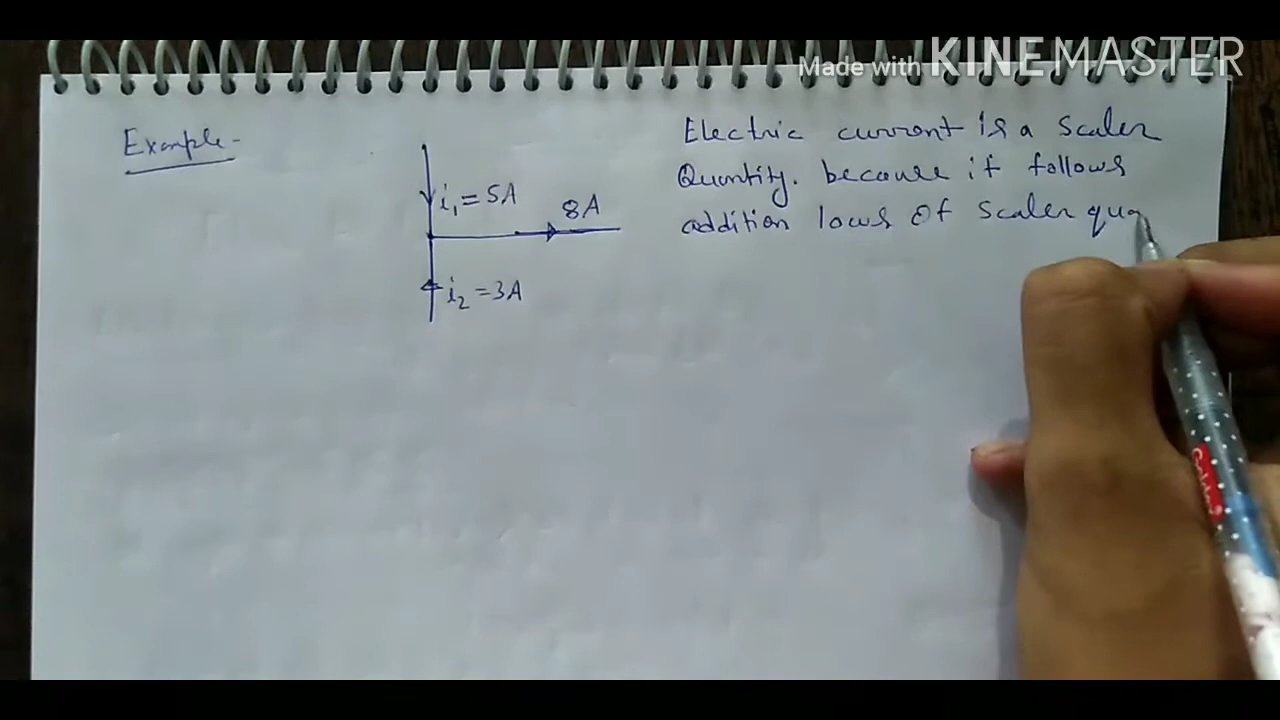 Made with KINEMASTER
Example-
Electric current is a scaler
Quantity. because it follows
addition laws of scaler qua
i₁ = 5A
8A
i₂ = 3A